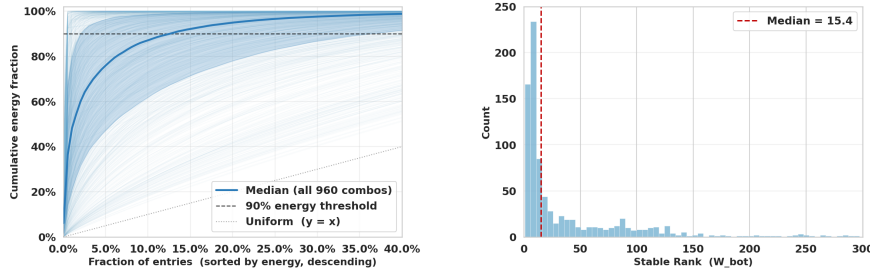 100%
80%
60%
40%
20%
0%
Cumulative energy fraction
Median (all 960 combos)
90% energy threshold
Uniform (y = x)
0.0% 5.0% 10.0% 15.0% 20.0% 25.0% 30.0% 35.0% 40.0%
Fraction of entries (sorted by energy, descending)
250
200
150
100
50
0
Count
Median = 15.4
0 50 100 150 200 250 300
Stable Rank (W_bot)